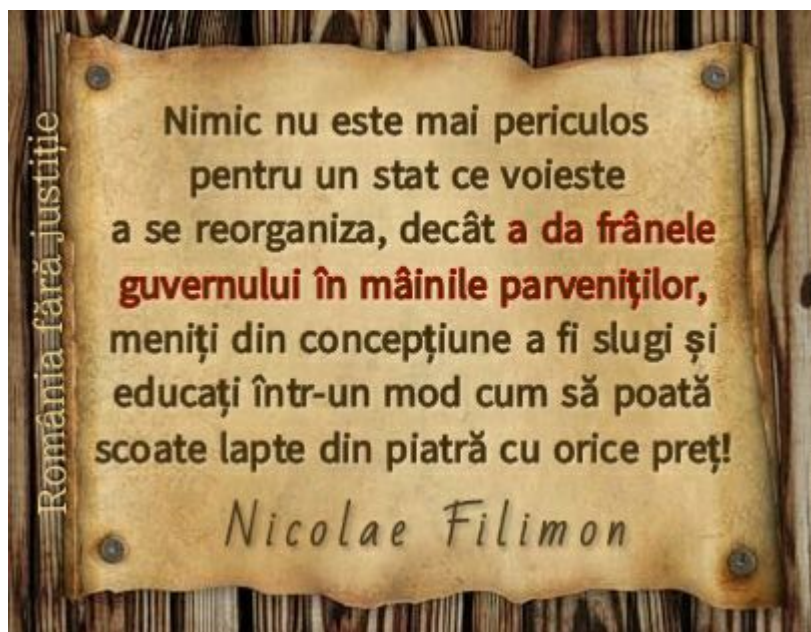 România fără justiție
Nimic nu este mai periculos
pentru un stat ce voieste
a se reorganiza, decât a da frânele
guvernului în mâinile parveniților,
meniți din concepțiune a fi slugi și
educați într-un mod cum să poată
scoate lapte din piatră cu orice preț!
Nicolae Filimon